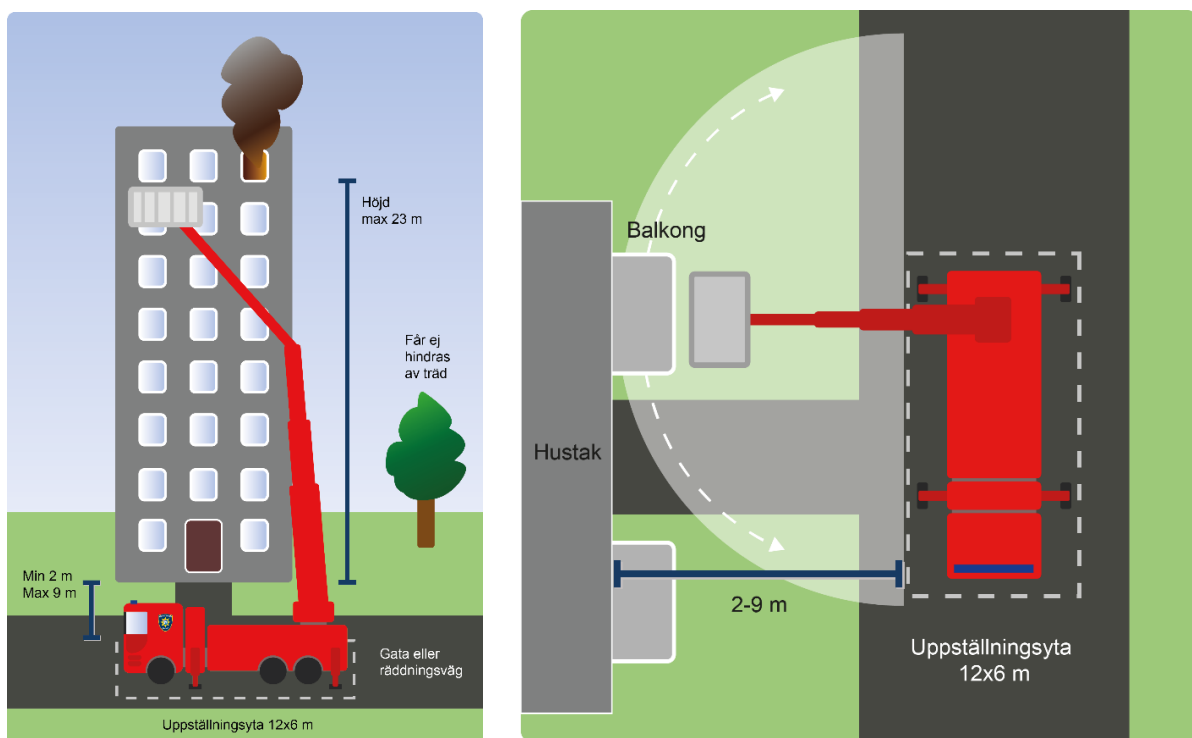 Höjd
max 23 m
Får ej
hindras
av träd
Min 2 m
Max 9 m
Gata eller
räddningsväg
Uppställningsyta 12x6 m
Balkong
Hustak
2-9 m
Uppställningsyta
12x6 m